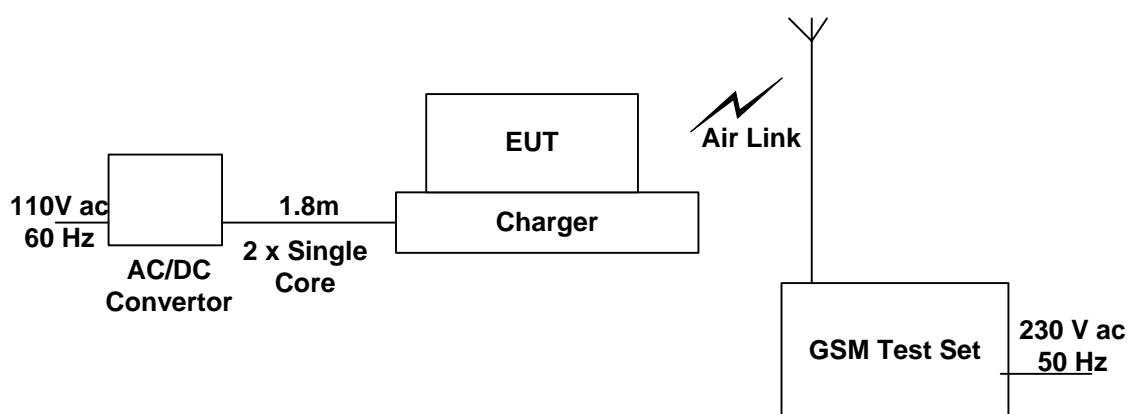 110V ac
60 Hz
AC/DC
Convertor
1.8m
2 x Single
Core
EUT
Charger
Air Link
GSM Test Set
230 V ac
50 Hz